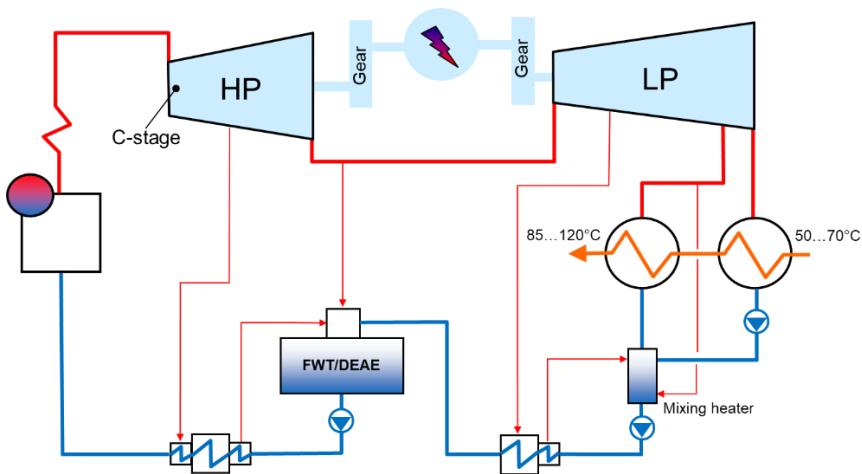 Gear
Gear
HP
LP
C-stage
85...120°C
50...70°C
FWT/DEAE
Mixing heater